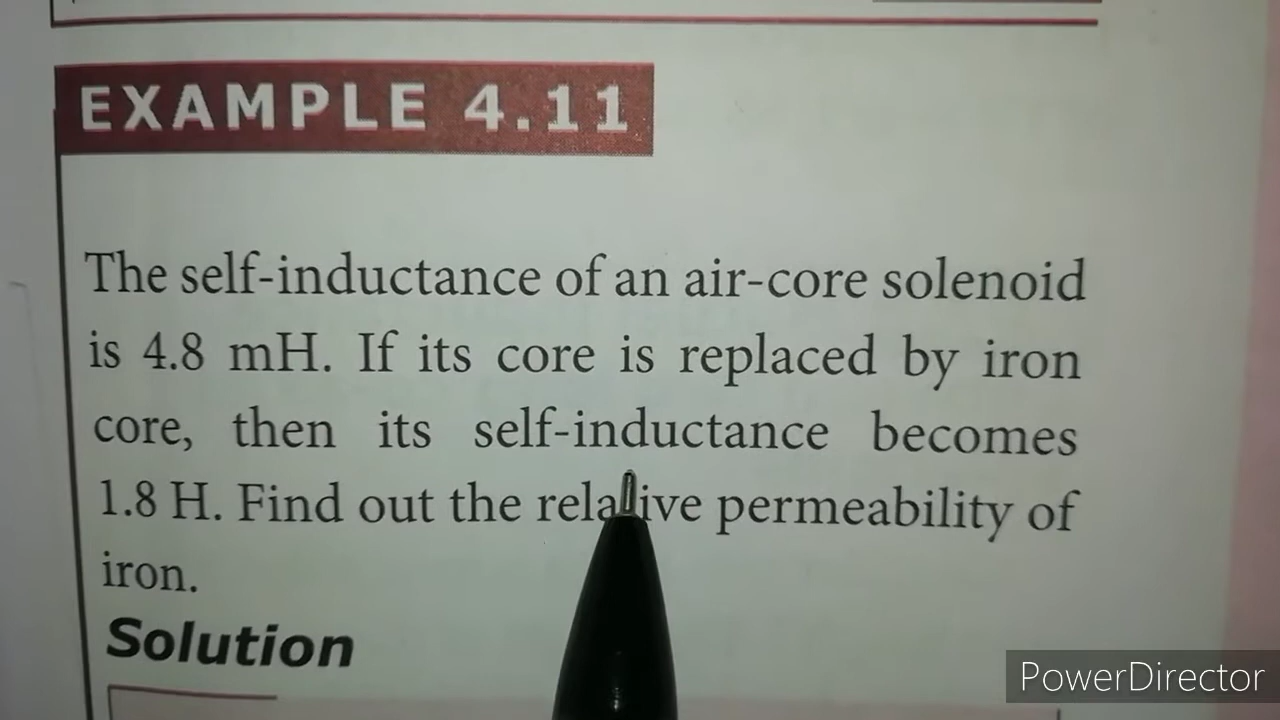 EXAMPLE 4.11
The self-inductance of an air-core solenoid
is 4.8 mH. If its core is replaced by iron
core, then its self-inductance becomes
1.8 H. Find out the relative permeability of
iron.
Solution
PowerDirector